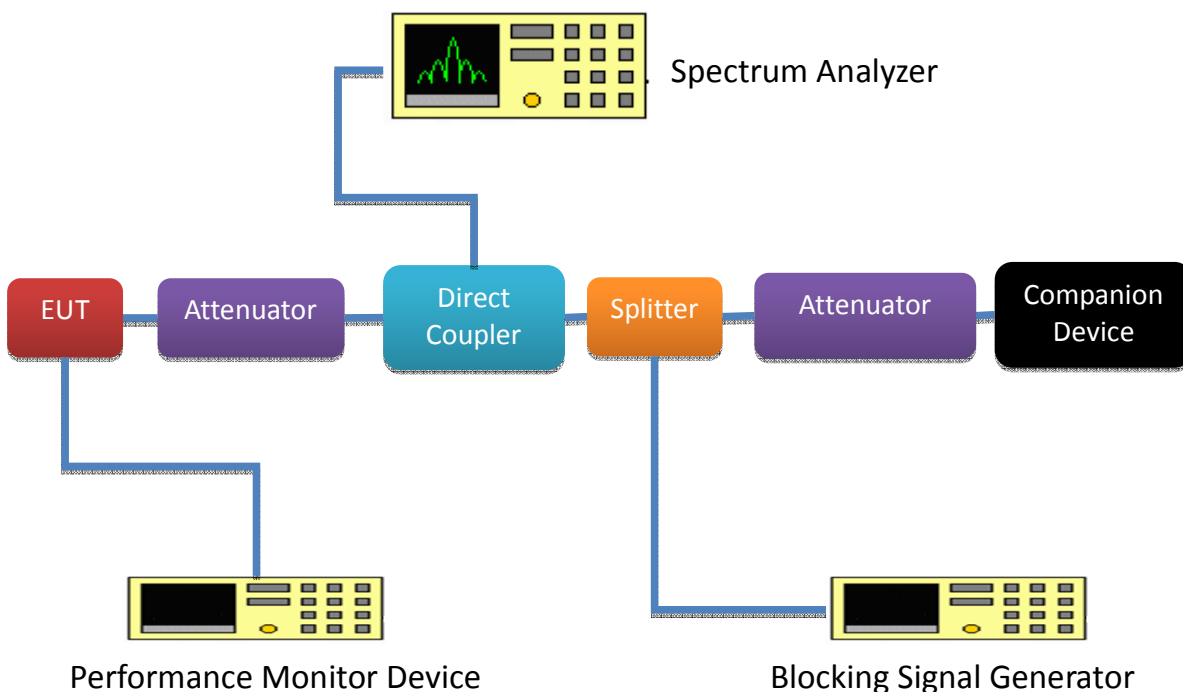 Spectrum Analyzer
EUT
Attenuator
Direct
Coupler
Splitter
Attenuator
Companion
Device
Performance Monitor Device
Blocking Signal Generator